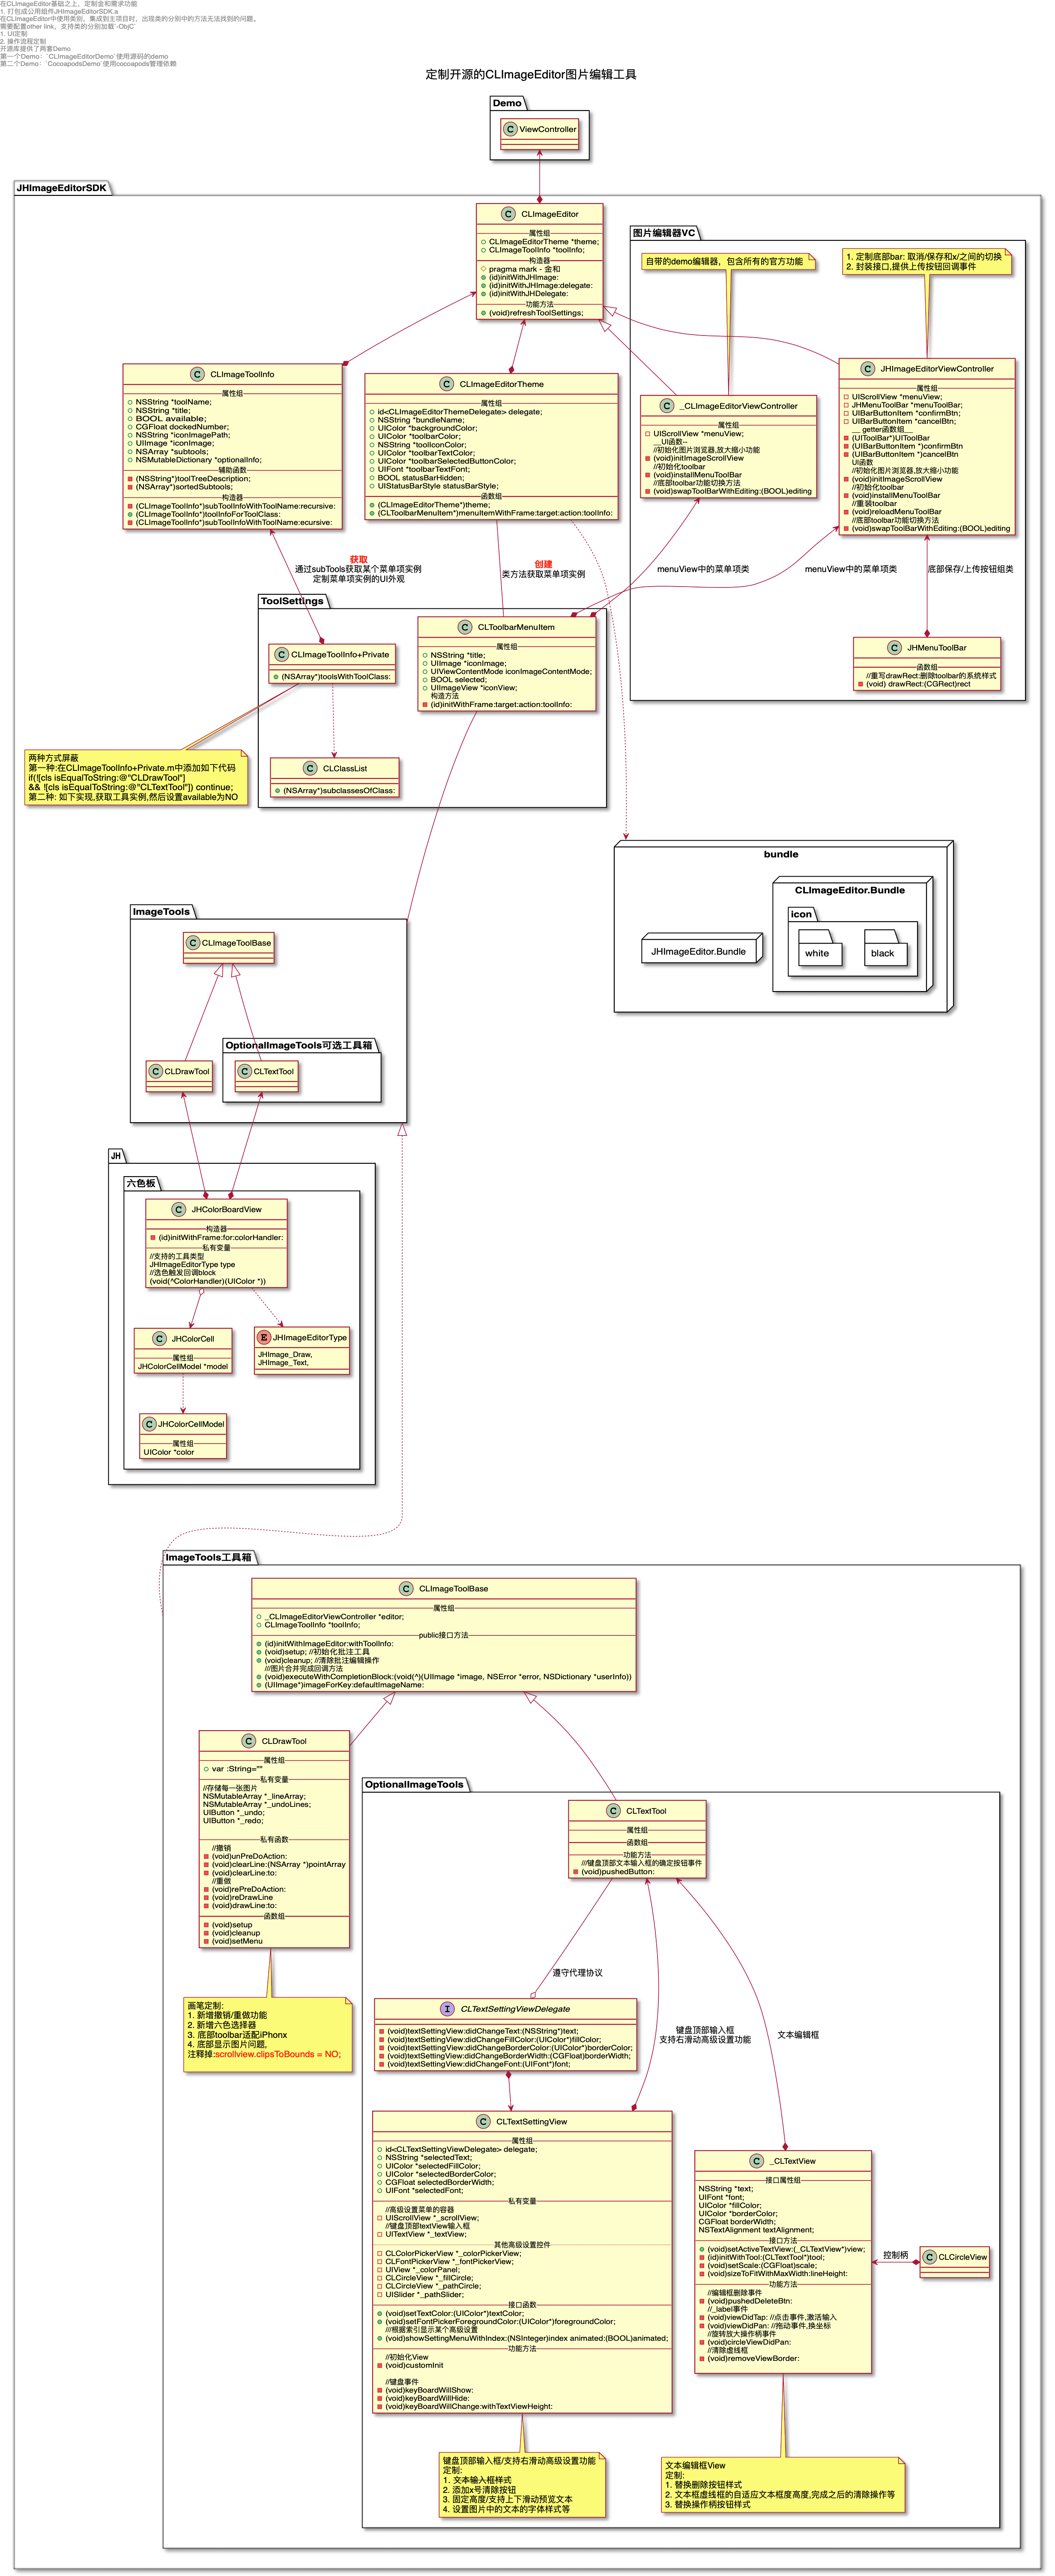 在CLImageEditor基础之上，定制金和需求功能
1. 打包成公用组件JHImageEditorSDK.a
在CLImageEditor中使用类别，集成到主项目时，出现类的分别中的方法无法找到的问题。
需要配置other link，支持类的分别加载`-ObjC`
1. UI定制
2. 操作流程定制
开源库提供了两套Demo
第一个Demo：`CLImageEditorDemo`使用源码的demo
第二个Demo：`CocoapodsDemo`使用cocoapods管理依赖
定制开源的CLImageEditor图片编辑工具
Demo
C ViewController
JHImageEditorSDK
C CLImageEditor
属性组
CLImageEditorTheme *theme;
CLImageToolInfo *toolInfo;
构造器
pragma mark - 金和
(id)initWithJHImage:
(id)initWithJHImage:delegate:
(id)initWithJHDelegate:
功能方法
(void)refreshToolSettings;
图片编辑器VC
自带的demo编辑器，包含所有的官方功能
1. 定制底部bar: 取消/保存和x/之间的切换
2. 封装接口,提供上传按钮回调事件
C CLImageToolInfo
属性组
NSString *toolName;
NSString *title;
BOOL available;
CGFloat dockedNumber;
NSString *iconImagePath;
UIImage *iconImage;
NSArray *subtools;
NSMutableDictionary *optionalInfo;
辅助函数
(NSString*)toolTreeDescription;
(NSArray*)sortedSubtools;
构造器
(CLImageToolInfo*)subToolInfoWithToolName:recursive:
(CLImageToolInfo*)toolInfoForToolClass:
(CLImageToolInfo*)subToolInfoWithToolName:ecursive:
C CLImageEditorTheme
属性组
id<CLImageEditorThemeDelegate> delegate;
NSString *bundleName;
UIColor *backgroundColor;
UIColor *toolbarColor;
NSString *toolIconColor;
UIColor *toolbarTextColor;
UIColor *toolbarSelectedButtonColor;
UIFont *toolbarTextFont;
BOOL statusBarHidden;
UIStatusBarStyle statusBarStyle;
函数组
(CLImageEditorTheme*)theme;
(CLToolbarMenuItem*)menuItemWithFrame:target:action:toolInfo:
C _CLImageEditorViewController
属性组
UIScrollView *menuView;
__UI函数--
//初始化图片浏览器,放大缩小功能
(void)initImageScrollView
//初始化toolbar
(void)installMenuToolBar
//底部toolbar功能切换方法
(void)swapToolBarWithEditing:(BOOL)editing
C JHImageEditorViewController
属性组
UIScrollView *menuView;
JHMenuToolBar *menuToolBar;
UIBarButtonItem *confirmBtn;
UIBarButtonItem *cancelBtn;
__ getter函数组__
(UIToolBar*)UIToolBar
(UIBarButtonItem *)confirmBtn
(UIBarButtonItem *)cancelBtn
UI函数
//初始化图片浏览器,放大缩小功能
(void)initImageScrollView
//初始化toolbar
(void)installMenuToolBar
//重装toolbar
(void)reloadMenuToolBar
//底部toolbar功能切换方法
(void)swapToolBarWithEditing:(BOOL)editing
获取
通过subTools获取某个菜单项实例
定制菜单项实例的UI外观
创建
类方法获取菜单项实例
menuView中的菜单项类
menuView中的菜单项类
底部保存/上传按钮组类
ToolSettings
C CLImageToolInfo+Private
(NSArray*)toolsWithToolClass:
C CLToolbarMenuItem
属性组
NSString *title;
UIImage *iconImage;
UIViewContentMode iconImageContentMode;
BOOL selected;
UIImageView *iconView;
构造方法
(id)initWithFrame:target:action:toolInfo:
C JHMenuToolBar
函数组
//重写drawRect:删除toolbar的系统样式
(void) drawRect:(CGRect)rect
两种方式屏蔽
第一种:在CLImageToolInfo+Private.m中添加如下代码
if(![cls isEqualToString:@"CLDrawTool"]
&& ![cls isEqualToString:@"CLTextTool"]) continue;
第二种: 如下实现,获取工具实例,然后设置available为NO
C CLClassList
(NSArray*)subclassesOfClass:
bundle
CLImageEditor.Bundle
icon
JHImageEditor.Bundle
white
black
ImageTools
C CLImageToolBase
OptionalImageTools可选工具箱
C CLDrawTool
C CLTextTool
JH
六色板
C JHColorBoardView
构造器
(id)initWithFrame:for:colorHandler:
私有变量
//支持的工具类型
JHImageEditorType type
//选色触发回调block
(void(^ColorHandler)(UIColor *))
C JHColorCell
属性组
JHColorCellModel *model
E JHImageEditorType
JHImage_Draw,
JHImage_Text,
C JHColorCellModel
属性组
UIColor *color
ImageTools工具箱
C CLImageToolBase
属性组
_CLImageEditorViewController *editor;
CLImageToolInfo *toolInfo;
public接口方法
(id)initWithImageEditor:withToolInfo:
(void)setup; //初始化批注工具
(void)cleanup; //清除批注编辑操作
///图片合并完成回调方法
(void)executeWithCompletionBlock:(void(^)(UIImage *image, NSError *error, NSDictionary *userInfo))
(UIImage*)imageForKey:defaultImageName:
C CLDrawTool
属性组
var :String=""
私有变量
//存储每一张图片
NSMutableArray *_lineArray;
NSMutableArray *_undoLines;
UIButton *_undo;
UIButton *_redo;
私有函数
//撤销
(void)unPreDoAction:
(void)clearLine:(NSArray *)pointArray
(void)clearLine:to:
//重做
(void)rePreDoAction:
(void)reDrawLine
(void)drawLine:to:
函数组
(void)setup
(void)cleanup
(void)setMenu
OptionalImageTools
C CLTextTool
属性组
函数组
功能方法
///键盘顶部文本输入框的确定按钮事件
(void)pushedButton:
画笔定制:
1. 新增撤销/重做功能
2. 新增六色选择器
3. 底部toolbar适配iPhonx
4. 底部显示图片问题,
注释掉:scrollview.clipsToBounds = NO;
遵守代理协议
键盘顶部输入框
支持右滑动高级设置功能
文本编辑框
I CLTextSettingViewDelegate
(void)textSettingView:didChangeText:(NSString*)text;
(void)textSettingView:didChangeFillColor:(UIColor*)fillColor;
(void)textSettingView:didChangeBorderColor:(UIColor*)borderColor;
(void)textSettingView:didChangeBorderWidth:(CGFloat)borderWidth;
(void)textSettingView:didChangeFont:(UIFont*)font;
C CLTextSettingView
属性组
id<CLTextSettingViewDelegate> delegate;
NSString *selectedText;
UIColor *selectedFillColor;
UIColor *selectedBorderColor;
CGFloat selectedBorderWidth;
UIFont *selectedFont;
私有变量
//高级设置菜单的容器
UIScrollView *_scrollView;
//键盘顶部textView输入框
UITextView *_textView;
其他高级设置控件
CLColorPickerView *_colorPickerView;
CLFontPickerView *_fontPickerView;
UIView *_colorPanel;
CLCircleView *_fillCircle;
CLCircleView *_pathCircle;
UISlider *_pathSlider;
接口函数
(void)setTextColor:(UIColor*)textColor;
(void)setFontPickerForegroundColor:(UIColor*)foregroundColor;
///根据索引显示某个高级设置
(void)showSettingMenuWithIndex:(NSInteger)index animated:(BOOL)animated;
功能方法
//初始化View
(void)customInit
//键盘事件
(void)keyBoardWillShow:
(void)keyBoardWillHide:
(void)keyBoardWillChange:withTextViewHeight:
C _CLTextView
接口属性组
NSString *text;
UIFont *font;
UIColor *fillColor;
UIColor *borderColor;
CGFloat borderWidth;
NSTextAlignment textAlignment;
接口方法
(void)setActiveTextView:(_CLTextView*)view;
(id)initWithTool:(CLTextTool*)tool;
(void)setScale:(CGFloat)scale;
(void)sizeToFitWithMaxWidth:lineHeight:
功能方法
//编辑框删除事件
(void)pushedDeleteBtn:
//_label事件
(void)viewDidTap: //点击事件,激活输入
(void)viewDidPan: //拖动事件,换坐标
//旋转放大操作柄事件
(void)circleViewDidPan:
//清除虚线框
(void)removeViewBorder:
控制柄
C CLCircleView
键盘顶部输入框/支持右滑动高级设置功能
定制:
1. 文本输入框样式
2. 添加x号清除按钮
3. 固定高度/支持上下滑动预览文本
4. 设置图片中的文本的字体样式等
文本编辑框View
定制:
1. 替换删除按钮样式
2. 文本框虚线框的自适应文本框度高度,完成之后的清除操作等
3. 替换操作柄按钮样式